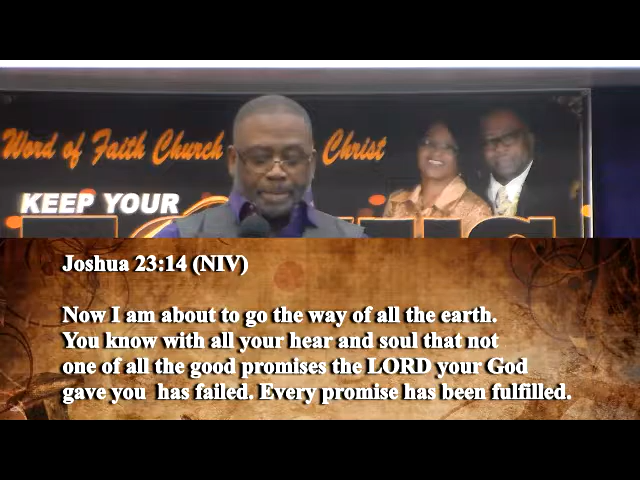 Word of Faith Church Christ
KEEP YOUR
Joshua 23:14 (NIV)
Now I am about to go the way of all the earth.
You know with all your hear and soul that not
one of all the good promises the LORD your God
gave you has failed. Every promise has been fulfilled.